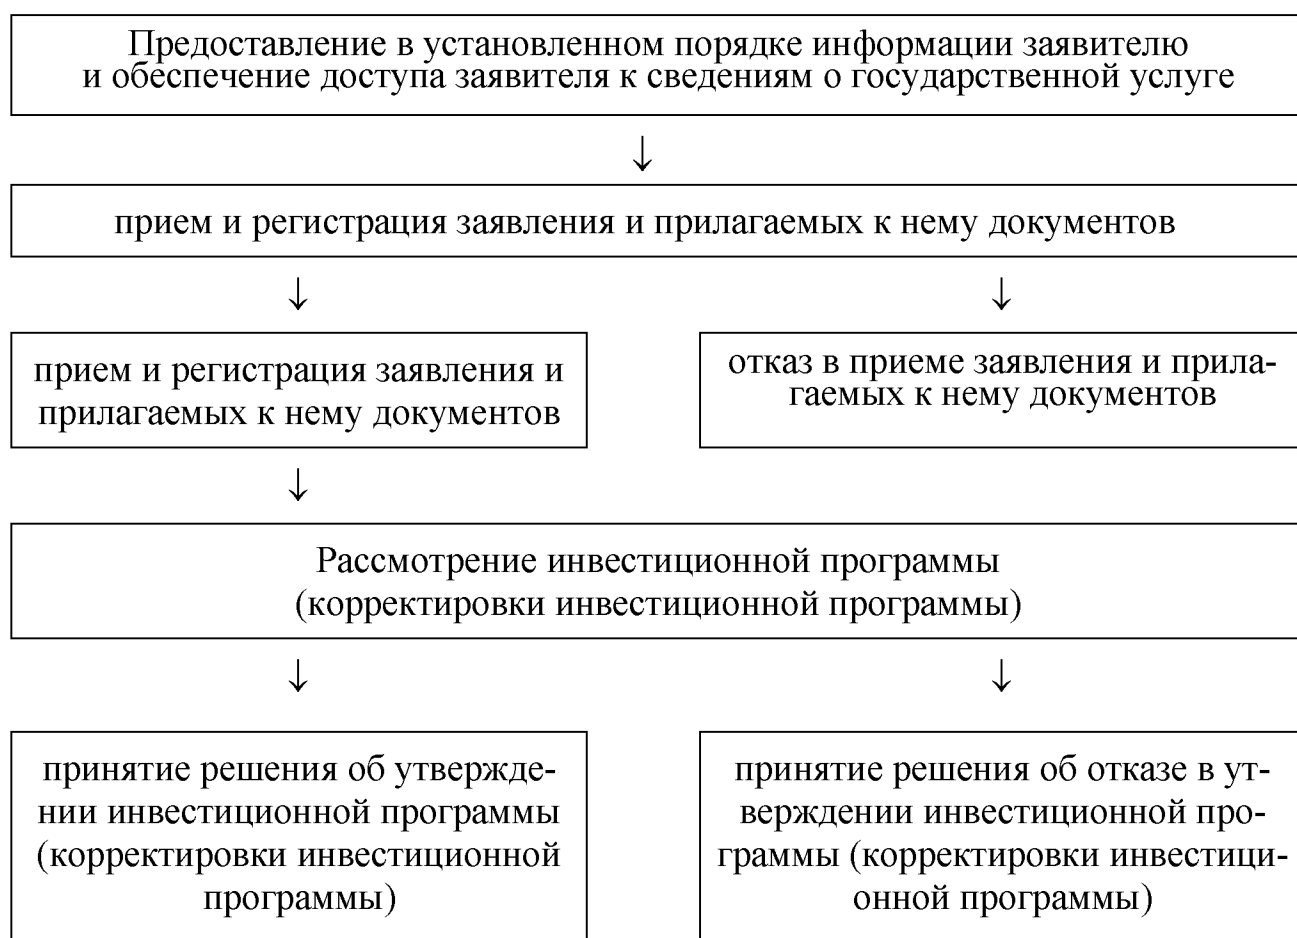 Предоставление в установленном порядке информации заявителю
и обеспечение доступа заявителя к сведениям о государственной услуге
↓
прием и регистрация заявления и прилагаемых к нему документов
↓ ↓
прием и регистрация заявления и
прилагаемых к нему документов
отказ в приеме заявления и прила-
гаемых к нему документов
↓
Рассмотрение инвестиционной программы
(корректировки инвестиционной программы)
↓ ↓
принятие решения об утвержде-
нии инвестиционной программы
(корректировки инвестиционной
программы)
принятие решения об отказе в ут-
верждении инвестиционной про-
граммы (корректировки инвестици-
онной программы)